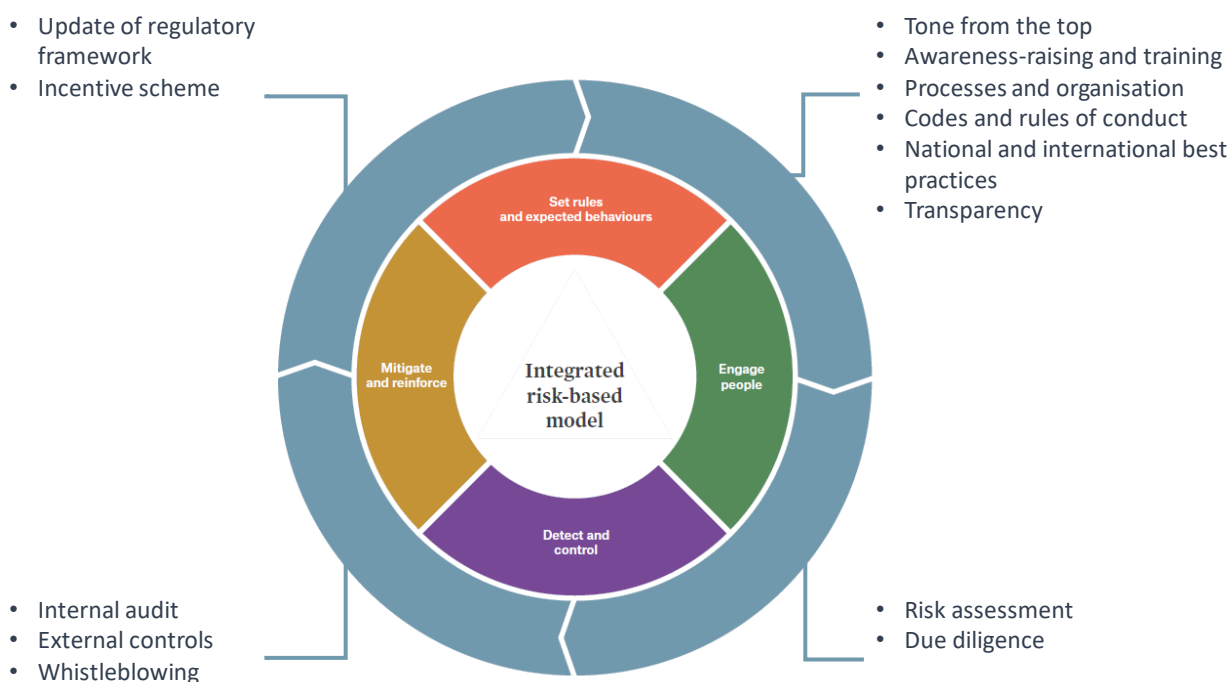 • Update of regulatory
framework
• Incentive scheme
• Tone from the top
• Awareness-raising and training
• Processes and organisation
• Codes and rules of conduct
• National and international best
practices
• Transparency
Set rules
and expected behaviours
Mitigate
and reinforce
Integrated
risk-based
model
Engage
people
Detect and
control
• Internal audit
• External controls
• Whistleblowing
• Risk assessment
• Due diligence